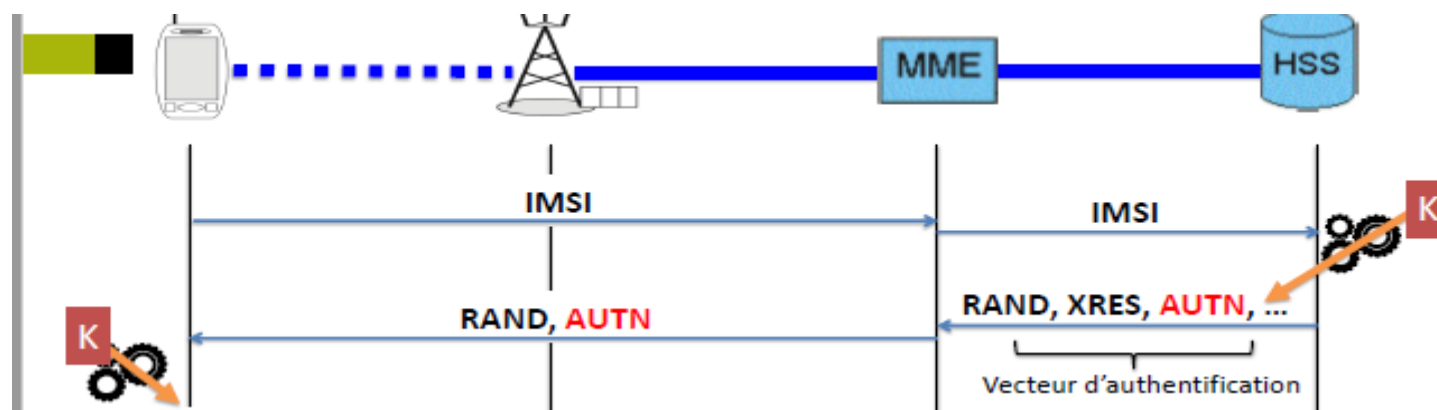 MME
HSS
IMSI
IMSI
K
RAND, XRES, AUTN, ...
RAND, AUTN
K
Vecteur d'authentification